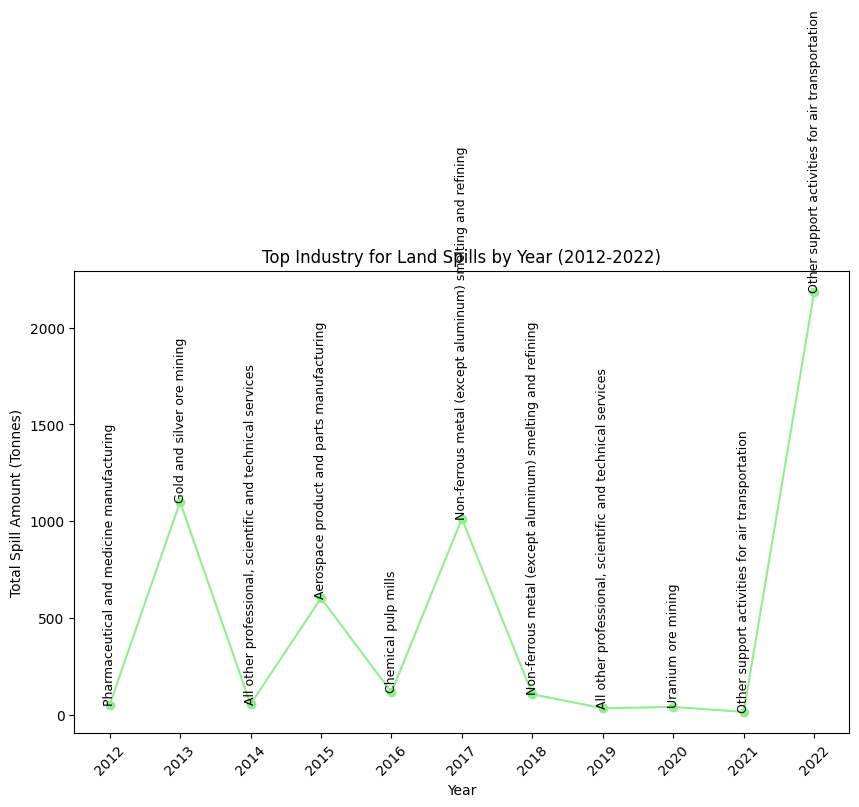 Top Industry for Land Spills by Year (2012-2022)
Total Spill Amount (Tonnes)
2000
1500
1000
500
0
Pharmaceutical and medicine manufacturing
Gold and silver ore mining
All other professional, scientific and technical services
Aerospace product and parts manufacturing
Chemical pulp mills
Non-ferrous metal (except aluminum) smelting and refining
Non-ferrous metal (except aluminum) smelting and refining
All other professional, scientific and technical services
Uranium ore mining
Other support activities for air transportation
Other support activities for air transportation
2012
2013
2014
2015
2016
2017
2018
2019
2020
2021
2022
Year